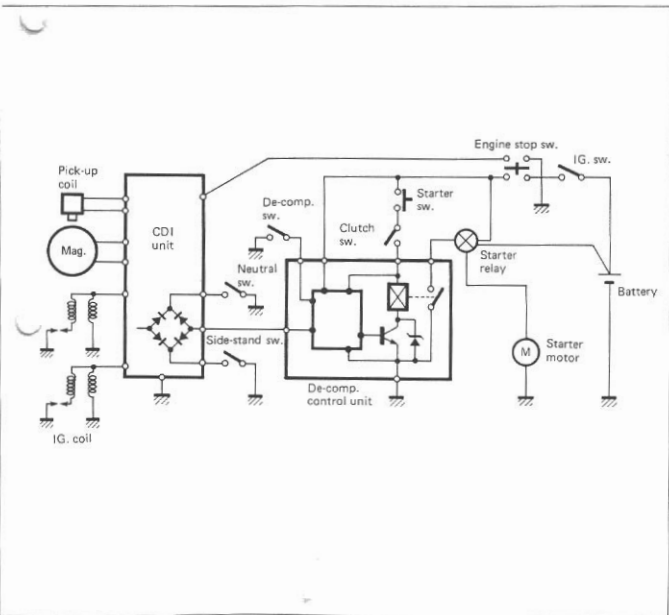 Engine stop sw.
IG. sw.
Pick-up
coil
De-comp.
sw.
Starter
sw.
CDI
unit
Clutch
sw.
Mag.
Neutral
sw.
Starter
relay
Battery
Side-stand sw.
M
Starter
motor
De-comp.
control unit
IG. coil